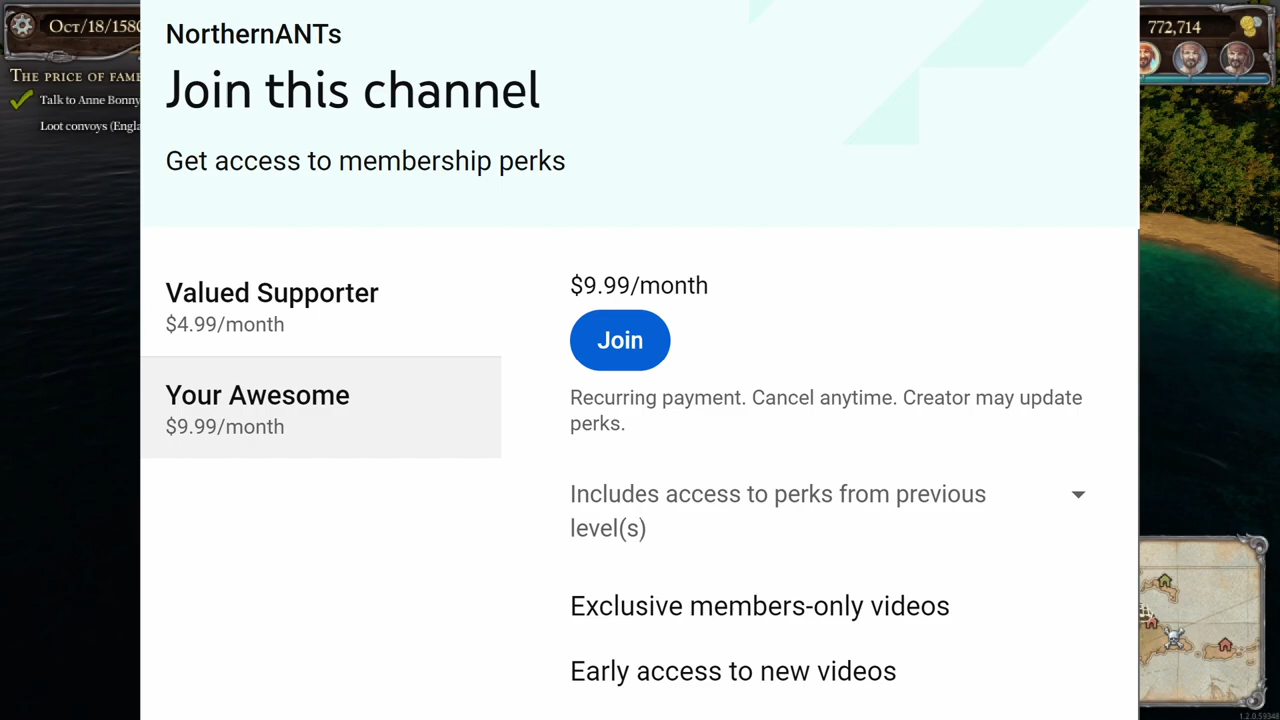 Oct/18/1580
772,714
The price of fame
Talk to Anne Bonny
Loot convoys (Engla
NorthernANTs
Join this channel
Get access to membership perks
Valued Supporter
$4.99/month
Your Awesome
$9.99/month
$9.99/month
Join
Recurring payment. Cancel anytime. Creator may update
perks.
Includes access to perks from previous
level(s)
Exclusive members-only videos
Early access to new videos